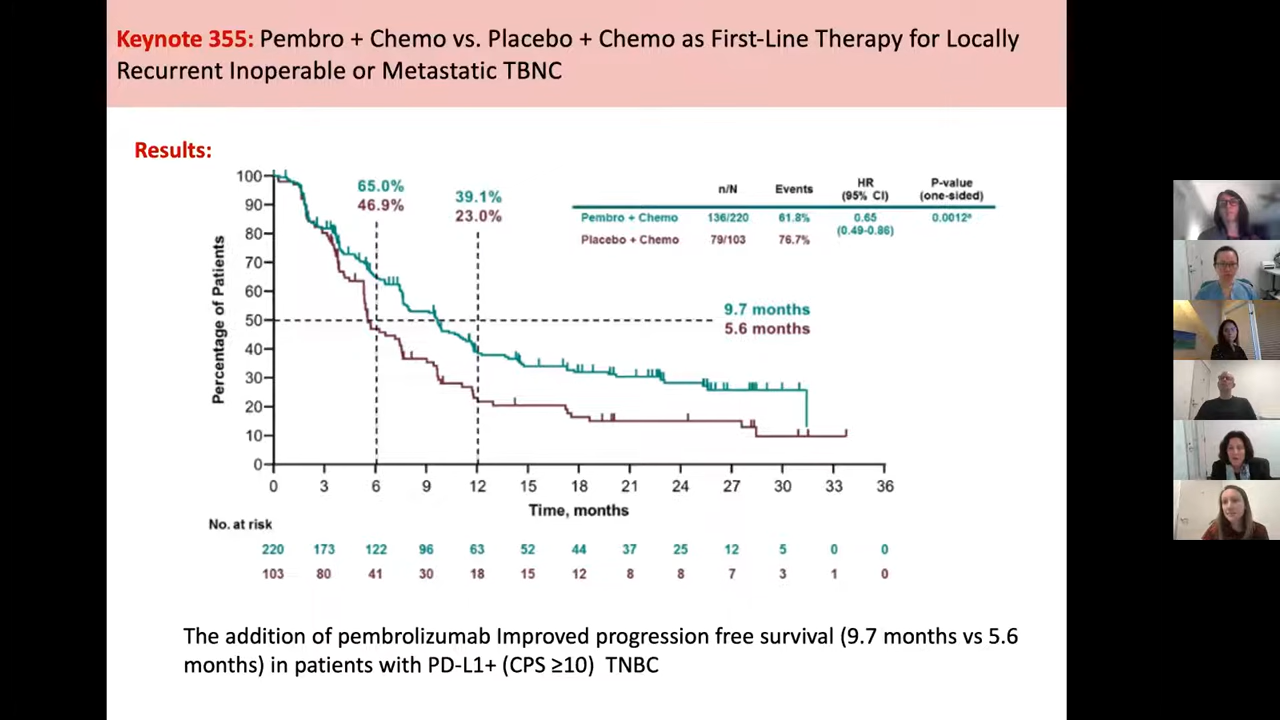 Keynote 355: Pembro + Chemo vs. Placebo + Chemo as First-Line Therapy for Locally
Recurrent Inoperable or Metastatic TBNC
Results:
n/N Events HR (95% CI) P-value (one-sided)
Pembro + Chemo 136/220 61.8% 0.65 (0.49-0.86) 0.0012ᵃ
Placebo + Chemo 79/103 76.7%
65.0%
46.9%
39.1%
23.0%
9.7 months
5.6 months
Percentage of Patients
100
90
80
70
60
50
40
30
20
10
0
0 3 6 9 12 15 18 21 24 27 30 33 36
Time, months
No. at risk
220 173 122 96 63 52 44 37 25 12 5 0 0
103 80 41 30 18 15 12 8 8 7 3 1 0
The addition of pembrolizumab Improved progression free survival (9.7 months vs 5.6
months) in patients with PD-L1+ (CPS ≥10) TNBC